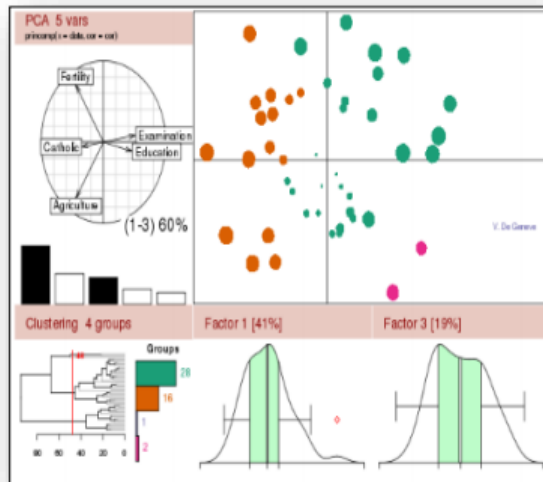 PCA 5 vars
princomp(x = data, cor = cor)
Fertility
Catholic
Examination
Education
Agriculture
(1-3) 60%
V. De Geneve
Clustering 4 groups
Factor 1 [41%]
Factor 3 [19%]
Groups
28
16
1
2
80 60 40 20 0